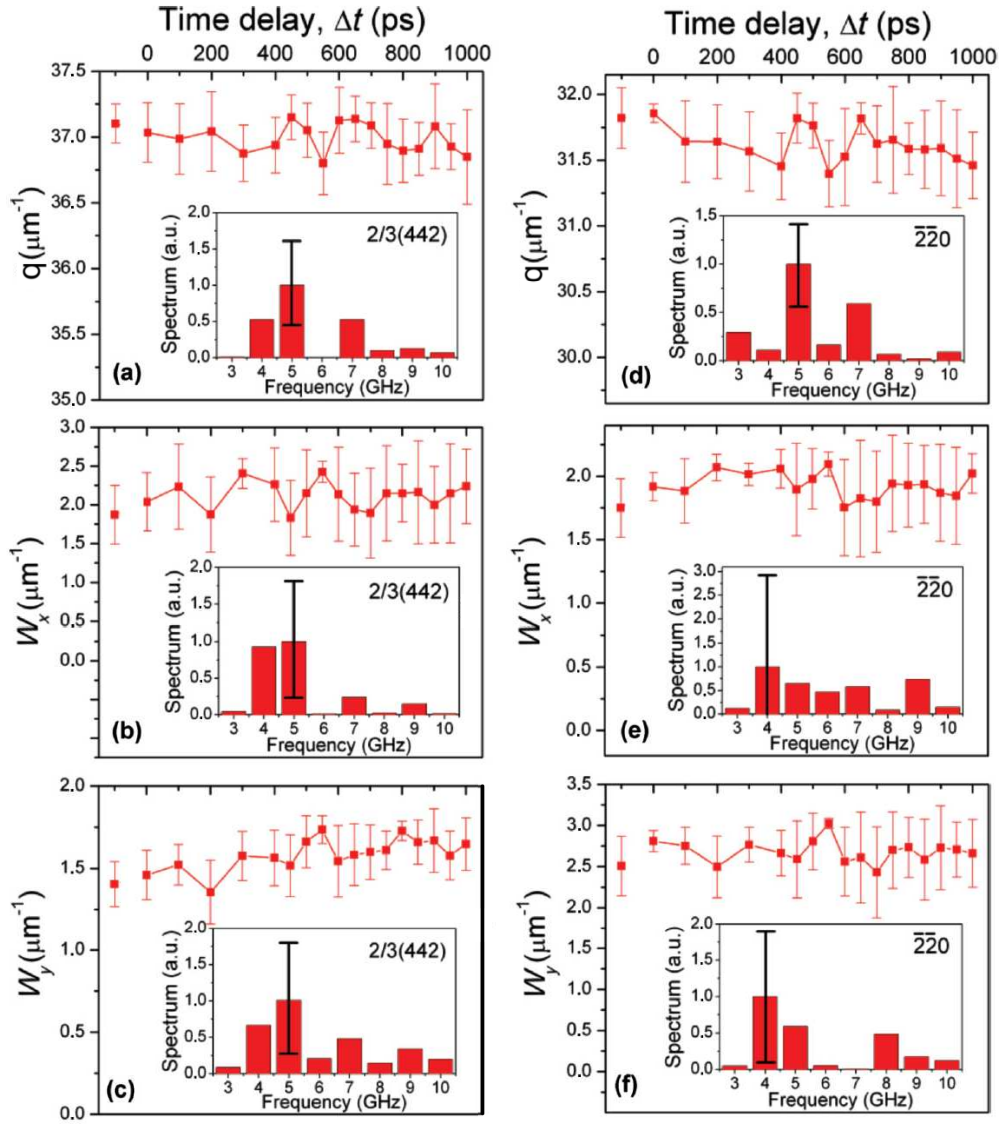 Time delay, Δt (ps)
0 200 400 600 800 1000
37.5
37.0
36.5
36.0
35.5
35.0
q(μm⁻¹)
(a)
2/3(442)
Spectrum (a.u.)
2.0
1.5
1.0
0.5
0.0
3 4 5 6 7 8 9 10
Frequency (GHz)
3.0
2.5
2.0
1.5
1.0
0.5
0.0
Wx(μm⁻¹)
(b)
2/3(442)
Spectrum (a.u.)
2.0
1.5
1.0
0.5
0.0
3 4 5 6 7 8 9 10
Frequency (GHz)
2.0
1.5
1.0
0.5
0.0
Wy(μm⁻¹)
(c)
2/3(442)
Spectrum (a.u.)
2.0
1.5
1.0
0.5
0.0
3 4 5 6 7 8 9 10
Frequency (GHz)
Time delay, Δt (ps)
0 200 400 600 800 1000
32.0
31.5
31.0
30.5
30.0
q(μm⁻¹)
(d)
2̅2̅0
Spectrum (a.u.)
1.5
1.0
0.5
0.0
3 4 5 6 7 8 9 10
Frequency (GHz)
2.0
1.5
1.0
0.5
0.0
Wx(μm⁻¹)
(e)
2̅2̅0
Spectrum (a.u.)
3.0
2.5
2.0
1.5
1.0
0.5
0.0
3 4 5 6 7 8 9 10
Frequency (GHz)
3.5
3.0
2.5
2.0
1.5
1.0
0.5
0.0
Wy(μm⁻¹)
(f)
2̅2̅0
Spectrum (a.u.)
2.0
1.5
1.0
0.5
0.0
3 4 5 6 7 8 9 10
Frequency (GHz)